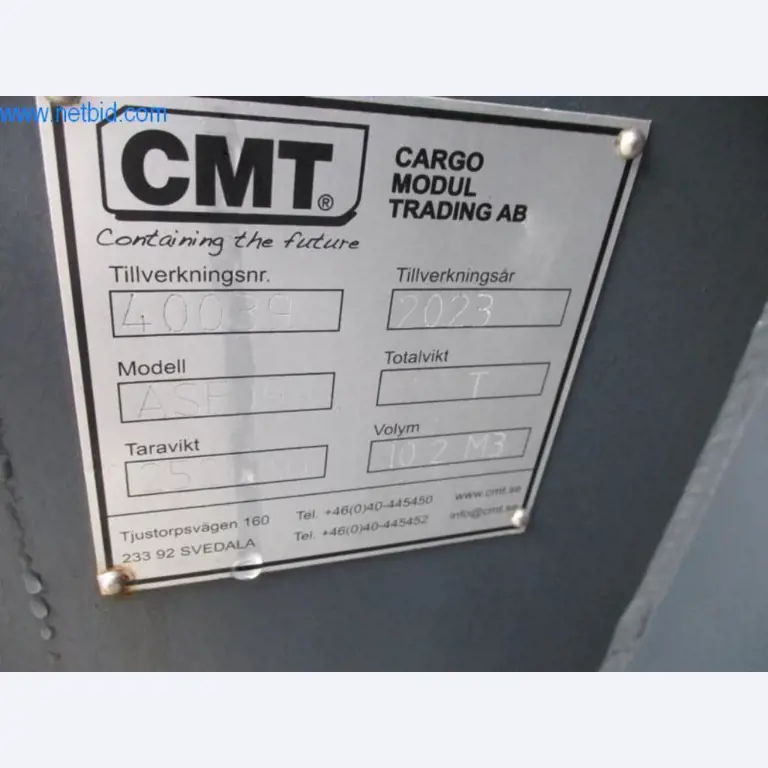 www.netbid.com
CMT®
CARGO
MODUL
TRADING AB
Containing the future
Tillverkningsnr.
Tillverkningsår
40039
2023
Modell
Totalvikt
T
Taravikt
Volym
10.2 M3
Tjustorpsvägen 160
233 92 SVEDALA
Tel. +46(0)40-445450
Tel. +46(0)40-445452
www.cmt.se
info@cmt.se